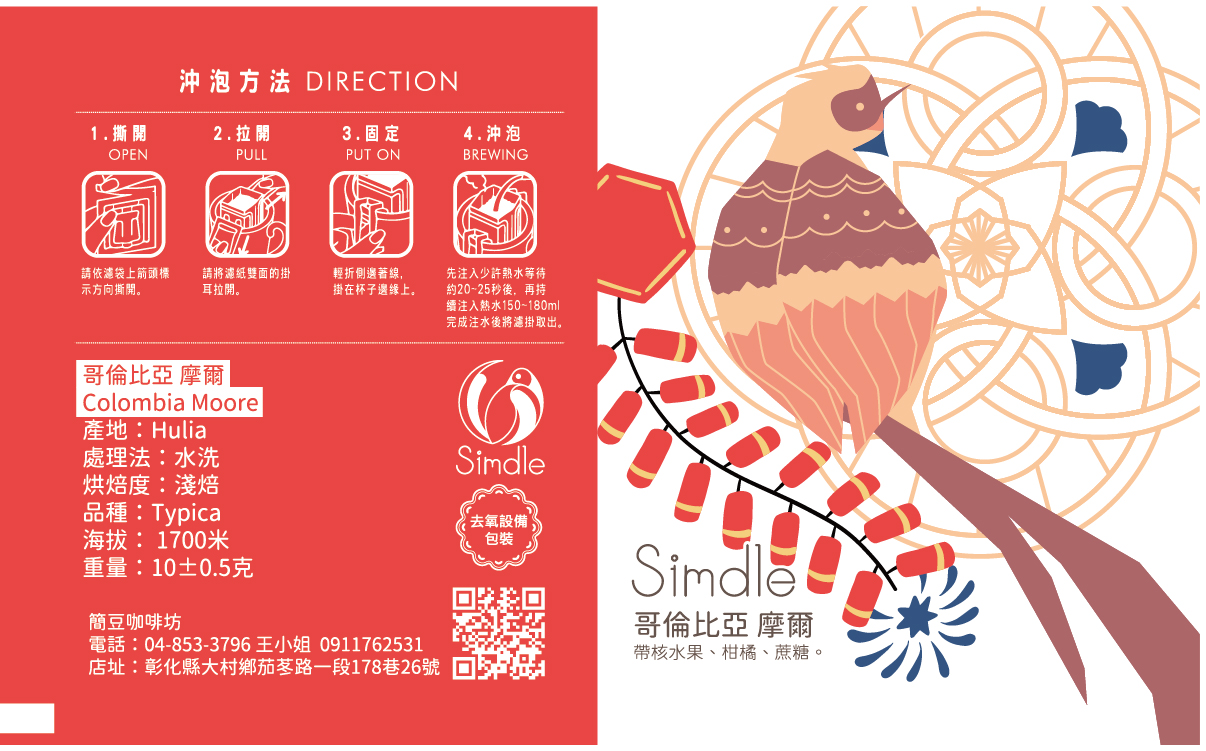 沖泡方法 DIRECTION
1.撕開
OPEN
請依濾袋上箭頭標
示方向撕開。
2.拉開
PULL
請將濾紙雙面的掛
耳拉開。
3.固定
PUT ON
輕折側邊著線，
掛在杯子邊緣上。
4.沖泡
BREWING
先注入少許熱水等待
約20~25秒後，再持
續注入熱水150~180ml
完成注水後將濾掛取出。
哥倫比亞 摩爾
Colombia Moore
產地：Hulia
處理法：水洗
烘焙度：淺焙
品種：Typica
海拔： 1700米
重量：10±0.5克
Simdle
去氧設備
包裝
簡豆咖啡坊
電話：04-853-3796 王小姐 0911762531
店址：彰化縣大村鄉茄苳路一段178巷26號
Simdle
哥倫比亞 摩爾
帶核水果、柑橘、蔗糖。